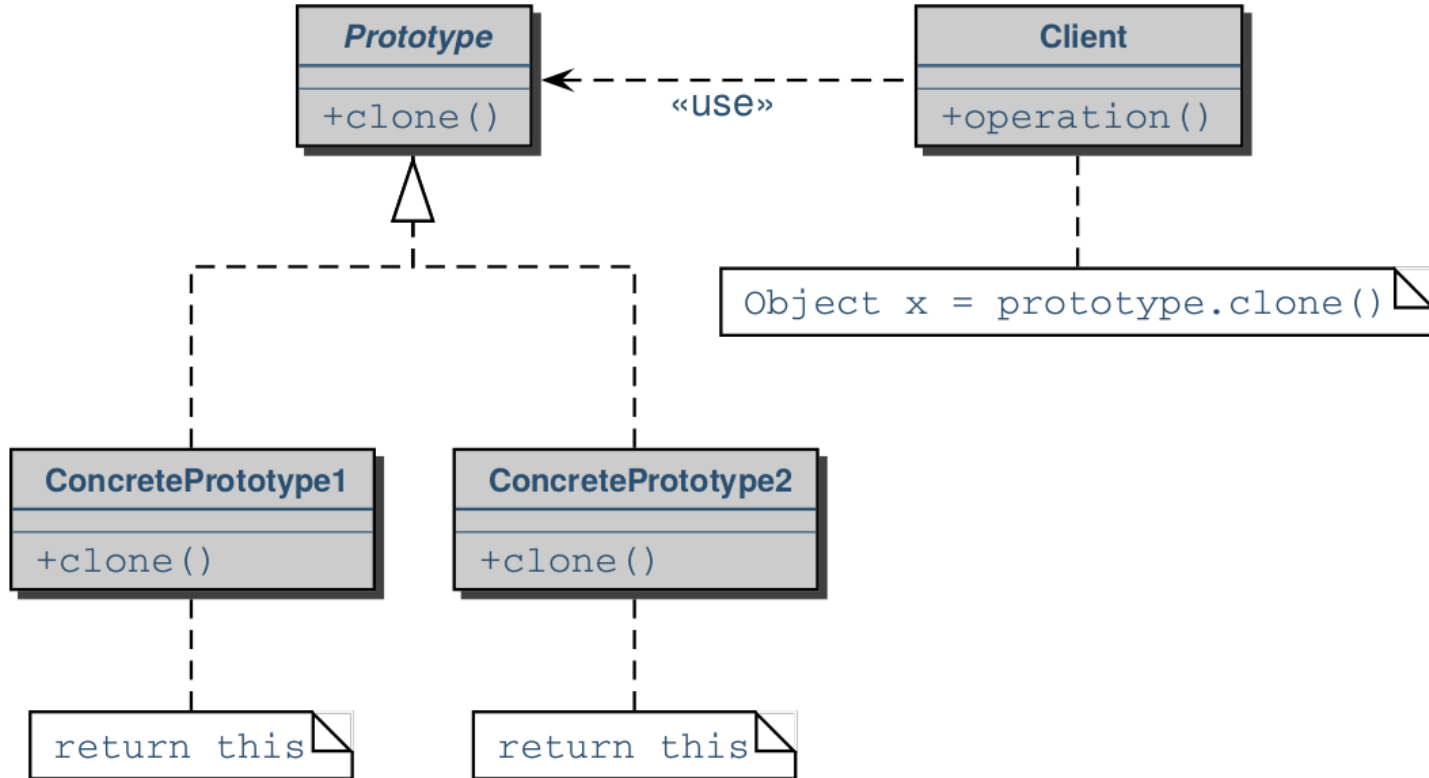 Prototype
+clone()
«use»
Client
+operation()
Object x = prototype.clone()
ConcretePrototype1
+clone()
return this
ConcretePrototype2
+clone()
return this